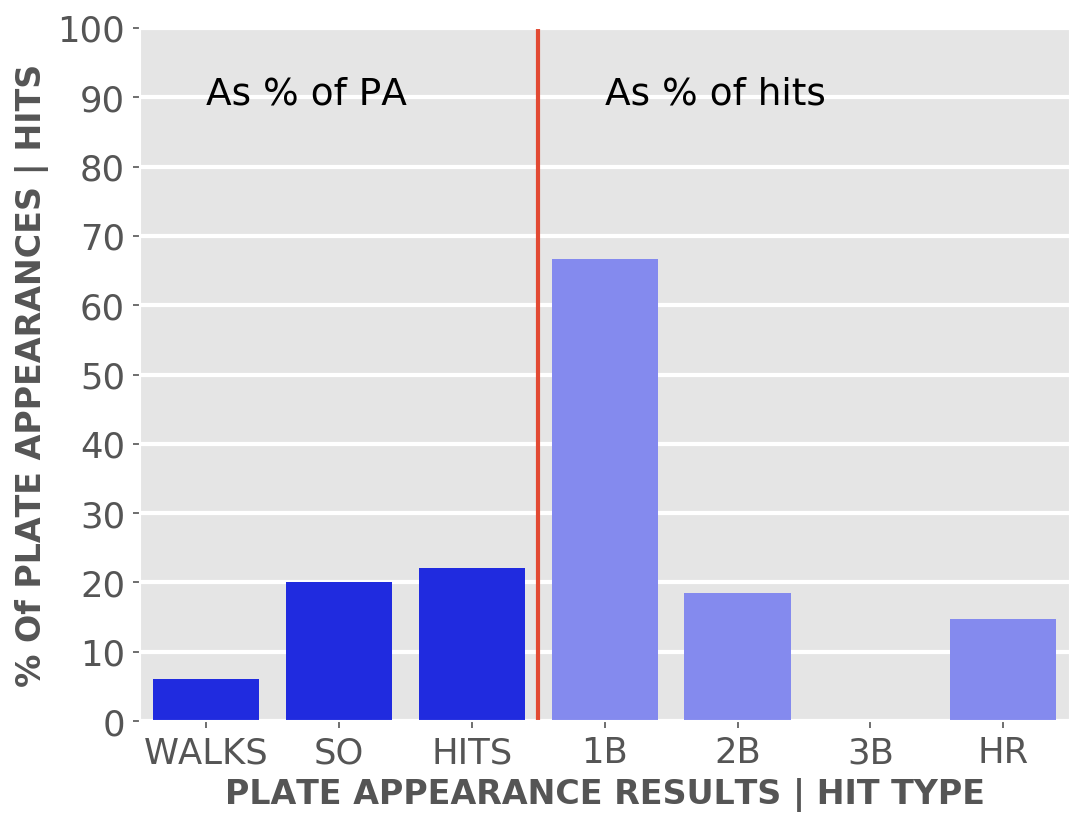 % Of PLATE APPEARANCES | HITS
100
90
80
70
60
50
40
30
20
10
0
As % of PA
As % of hits
WALKS SO HITS 1B 2B 3B HR
PLATE APPEARANCE RESULTS | HIT TYPE